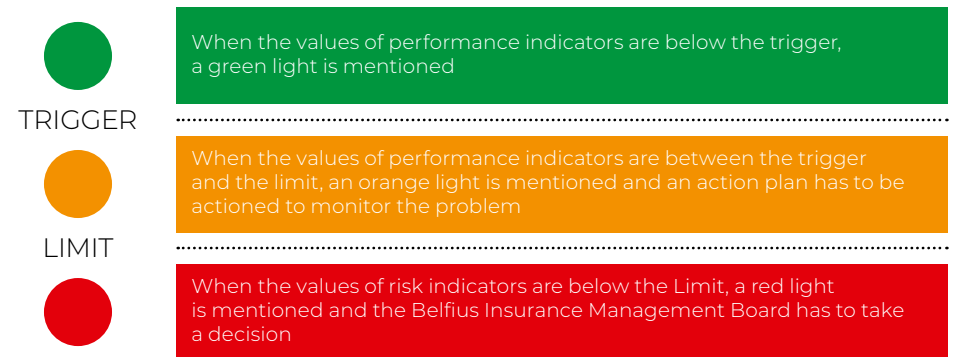 When the values of performance indicators are below the trigger,
a green light is mentioned
TRIGGER
When the values of performance indicators are between the trigger
and the limit, an orange light is mentioned and an action plan has to be
actioned to monitor the problem
LIMIT
When the values of risk indicators are below the Limit, a red light
is mentioned and the Belfius Insurance Management Board has to take
a decision